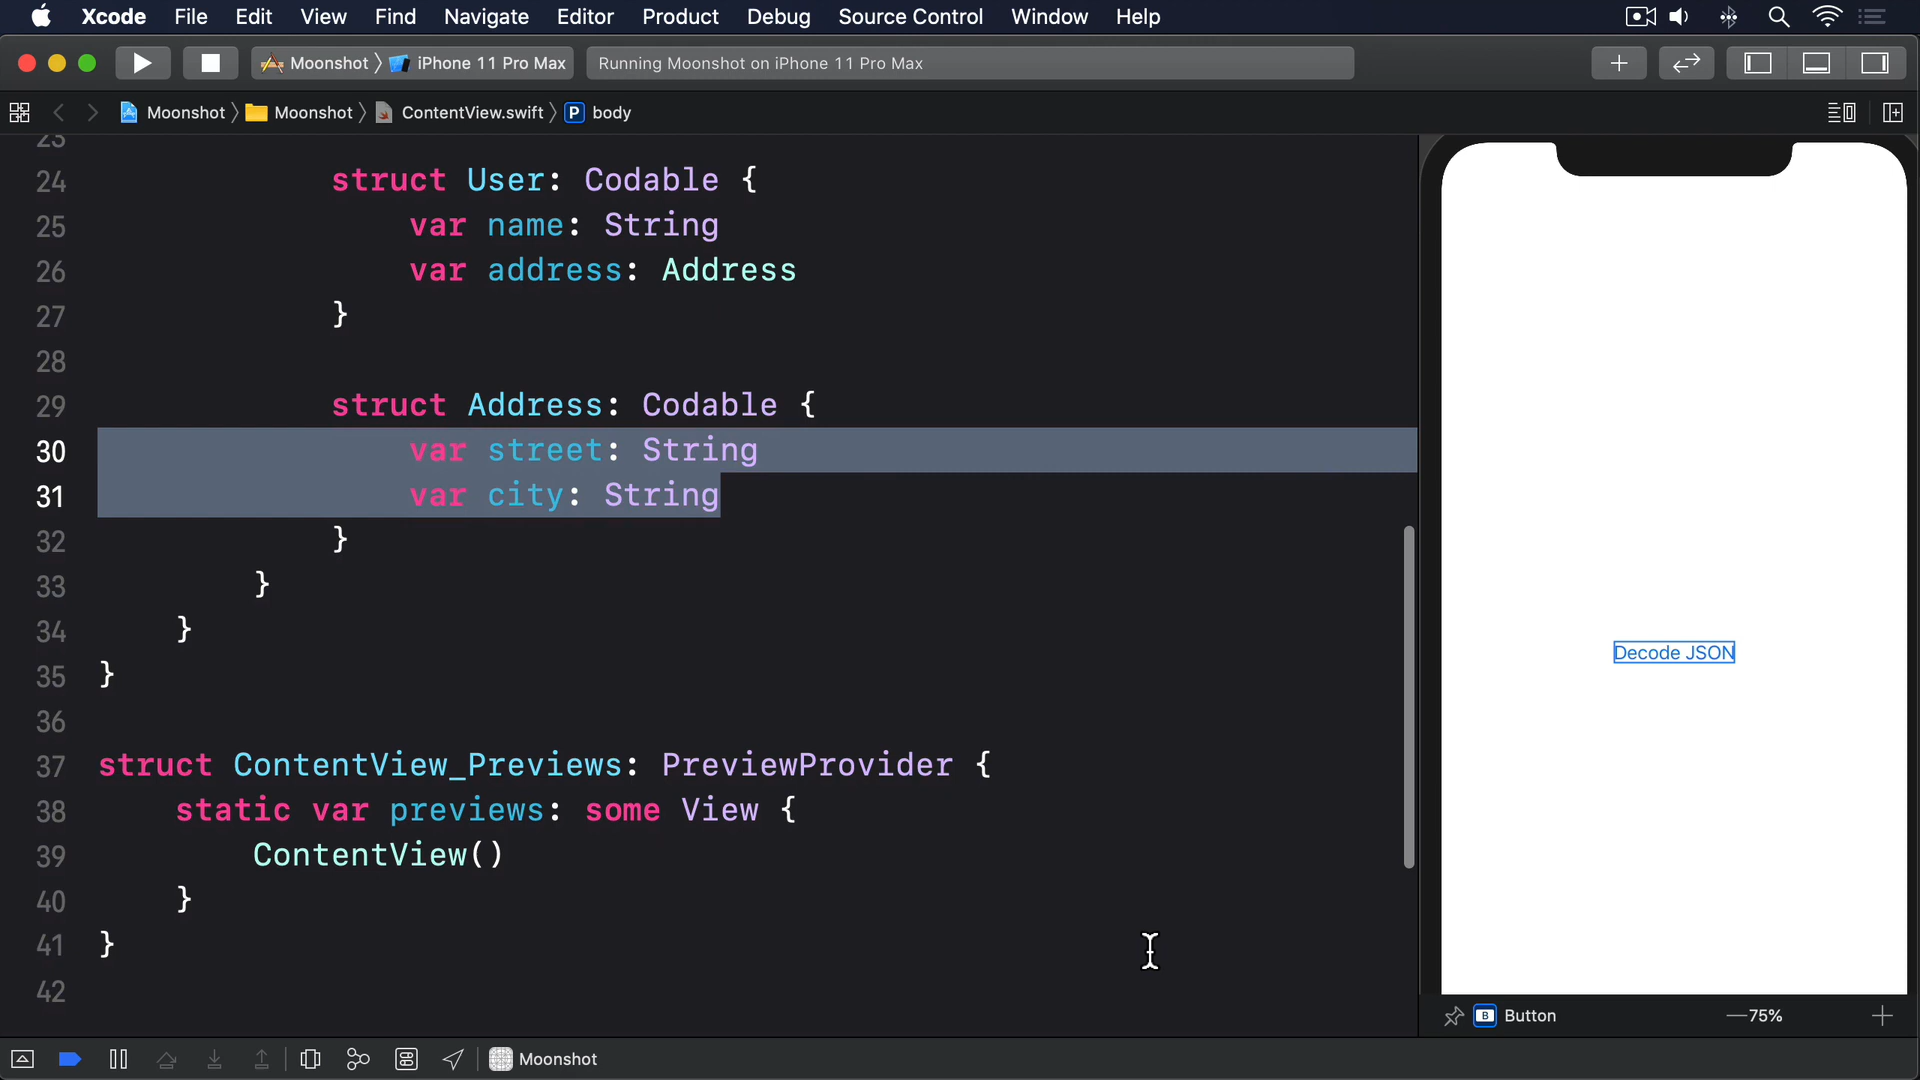 Xcode File Edit View Find Navigate Editor Product Debug Source Control Window Help
Moonshot iPhone 11 Pro Max Running Moonshot on iPhone 11 Pro Max
Moonshot Moonshot ContentView.swift P body
23
24 struct User: Codable {
25 var name: String
26 var address: Address
27 }
28
29 struct Address: Codable {
30 var street: String
31 var city: String
32 }
33 }
34 }
35 }
36
37 struct ContentView_Previews: PreviewProvider {
38 static var previews: some View {
39 ContentView()
40 }
41 }
42
Decode JSON
B Button
75%
Moonshot